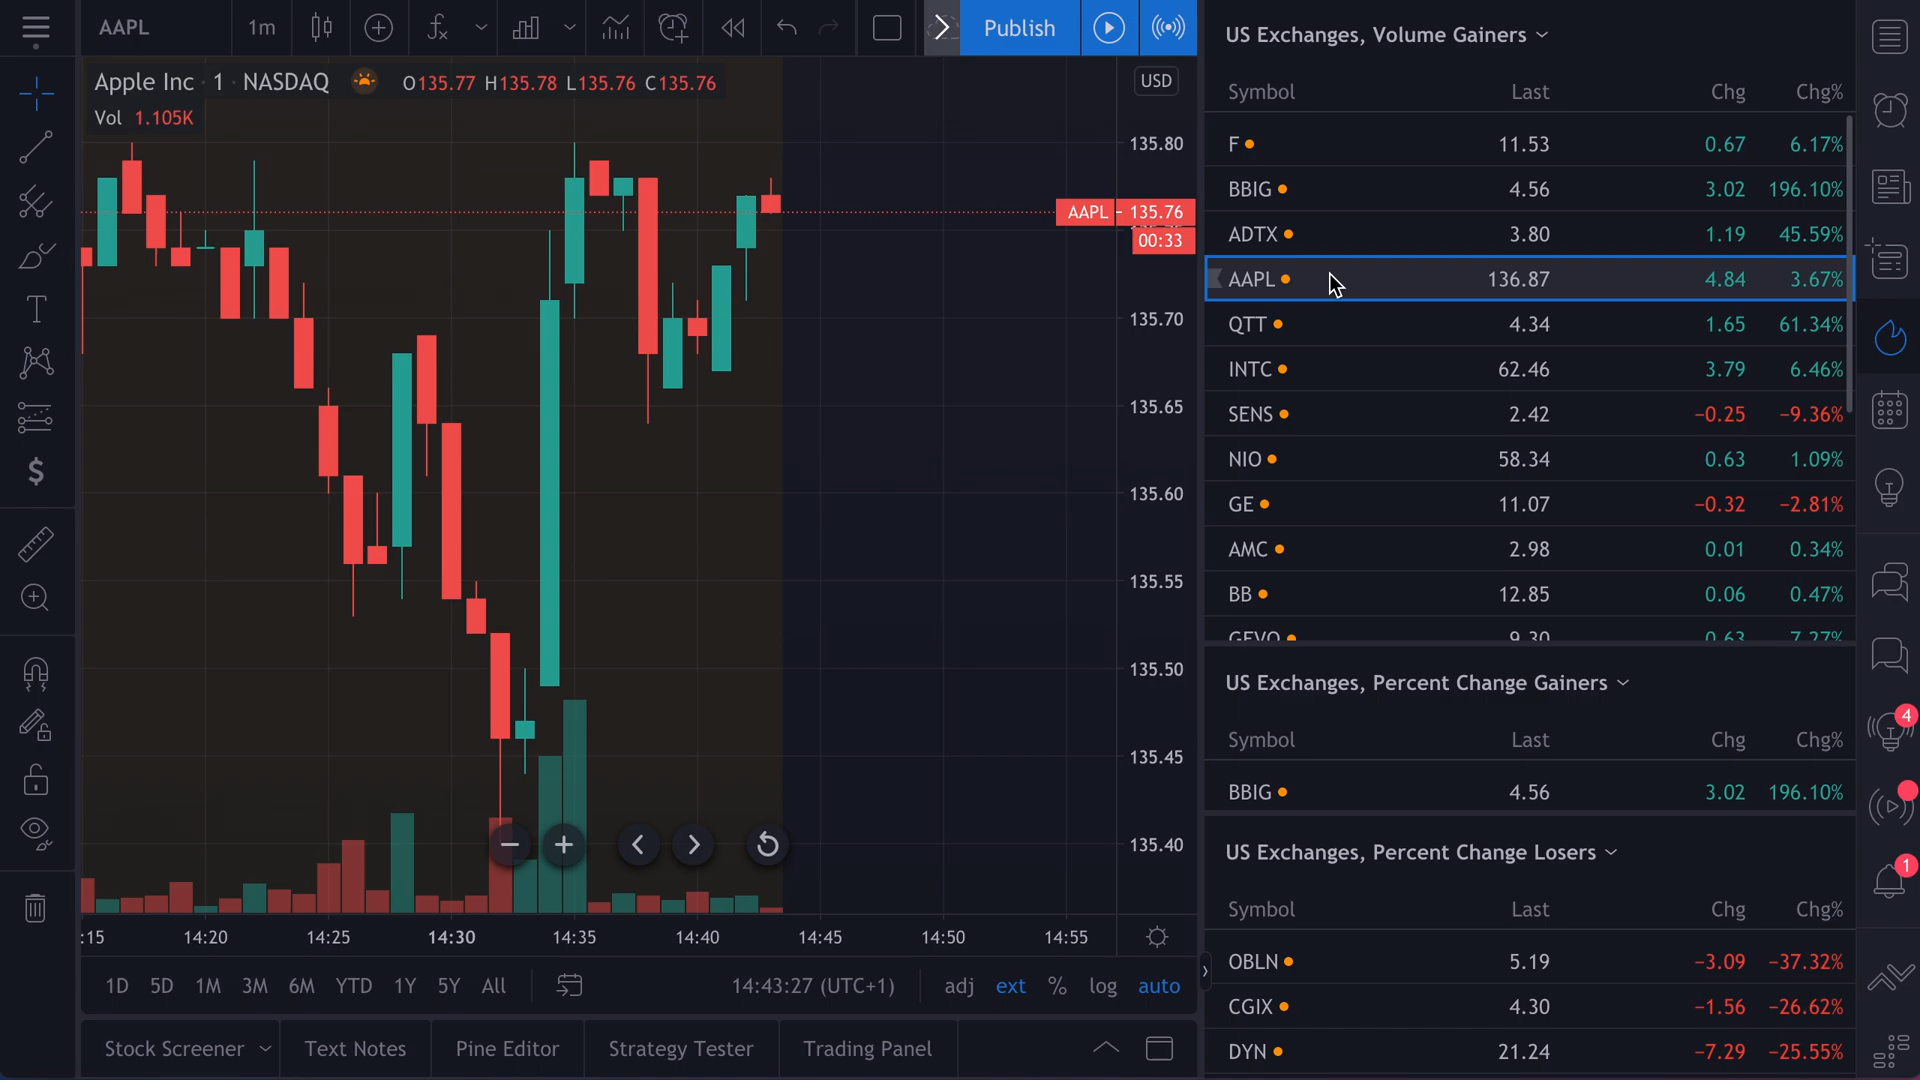 AAPL 1m Publish
Apple Inc · 1 · NASDAQ O135.77 H135.78 L135.76 C135.76
Vol 1.105K
USD
135.80
AAPL 135.76
00:33
135.70
135.65
135.60
135.55
135.50
135.45
135.40
:15 14:20 14:25 14:30 14:35 14:40 14:45 14:50 14:55
1D 5D 1M 3M 6M YTD 1Y 5Y All 14:43:27 (UTC+1) adj ext % log auto
Stock Screener Text Notes Pine Editor Strategy Tester Trading Panel
US Exchanges, Volume Gainers
Symbol Last Chg Chg%
F 11.53 0.67 6.17%
BBIG 4.56 3.02 196.10%
ADTX 3.80 1.19 45.59%
AAPL 136.87 4.84 3.67%
QTT 4.34 1.65 61.34%
INTC 62.46 3.79 6.46%
SENS 2.42 −0.25 −9.36%
NIO 58.34 0.63 1.09%
GE 11.07 −0.32 −2.81%
AMC 2.98 0.01 0.34%
BB 12.85 0.06 0.47%
GEVO 9.30 0.63 7.27%
US Exchanges, Percent Change Gainers
Symbol Last Chg Chg%
BBIG 4.56 3.02 196.10%
US Exchanges, Percent Change Losers
Symbol Last Chg Chg%
OBLN 5.19 −3.09 −37.32%
CGIX 4.30 −1.56 −26.62%
DYN 21.24 −7.29 −25.55%
4
1